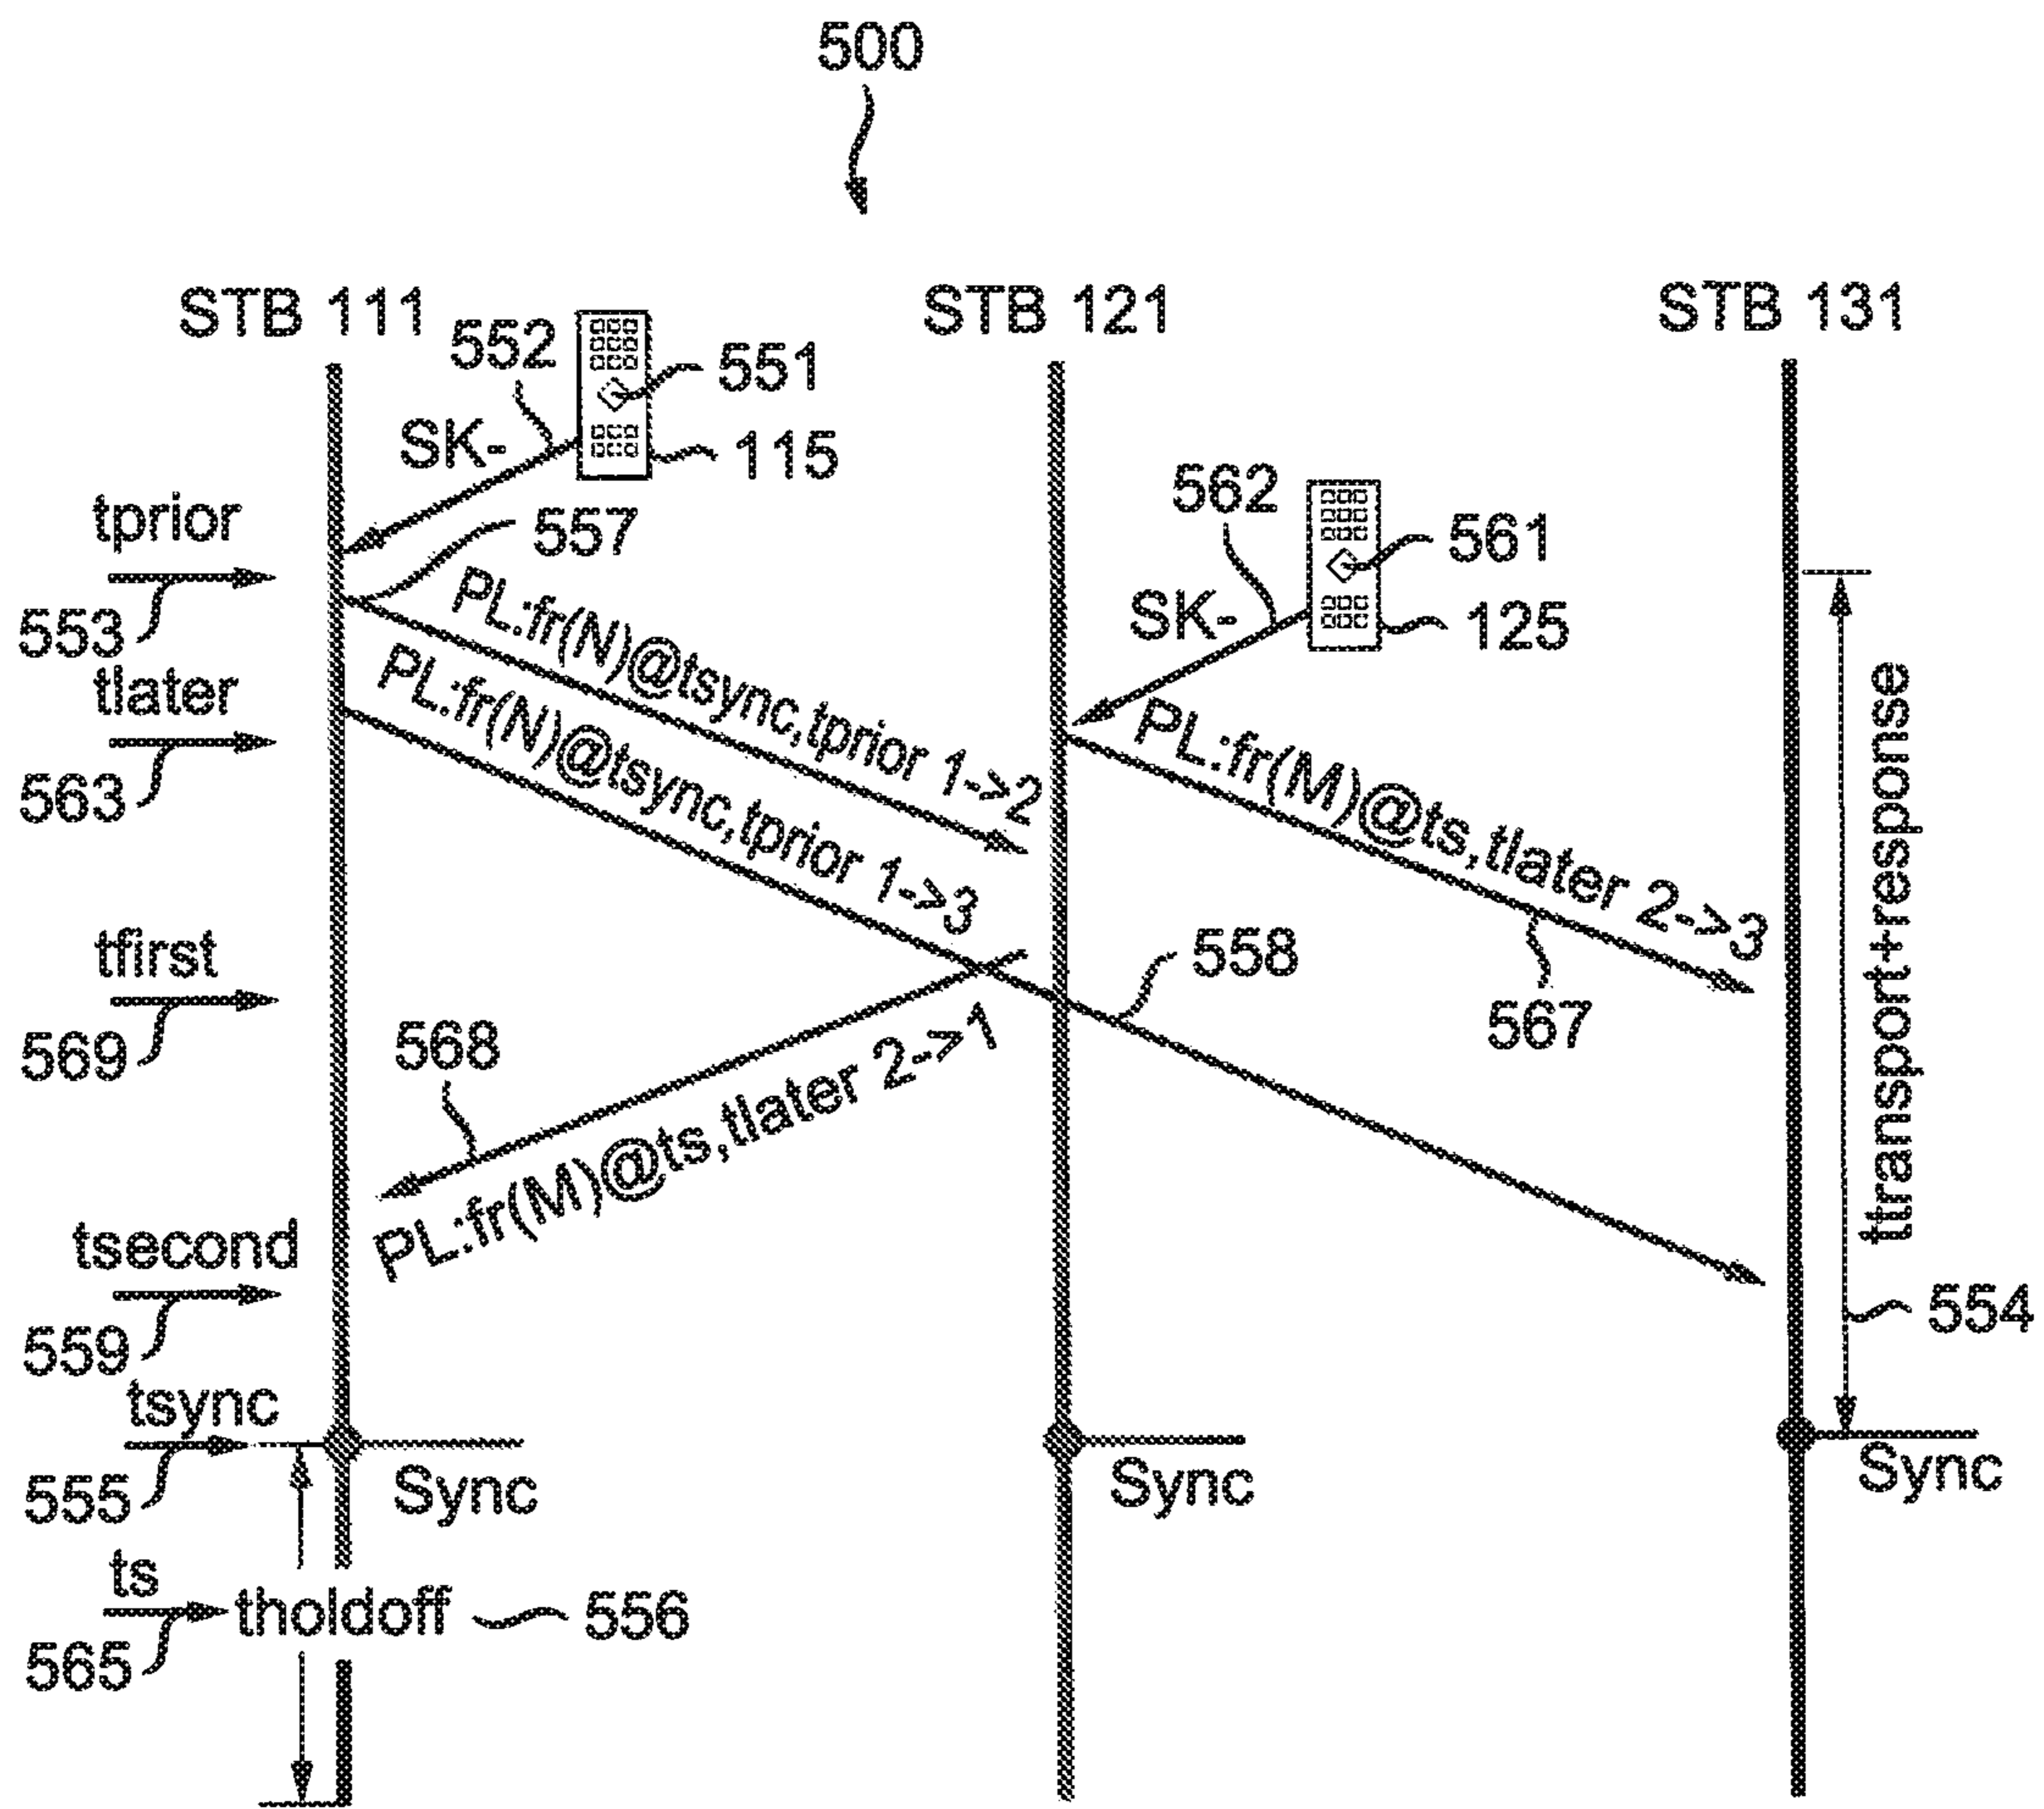 500
STB 111
STB 121
STB 131
552
551
SK-
115
562
561
tprior
557
SK-
125
553
PL:fr(N)@tsync,tprior 1->2
tlater
PL:fr(N)@tsync,tprior 1->3
PL:fr(M)@ts,tlater 2->3
563
ttransport+response
tfirst
558
567
569
568
PL:fr(M)@ts,tlater 2->1
tsecond
554
559
tsync
Sync
Sync
Sync
555
ts
tholdoff
556
565